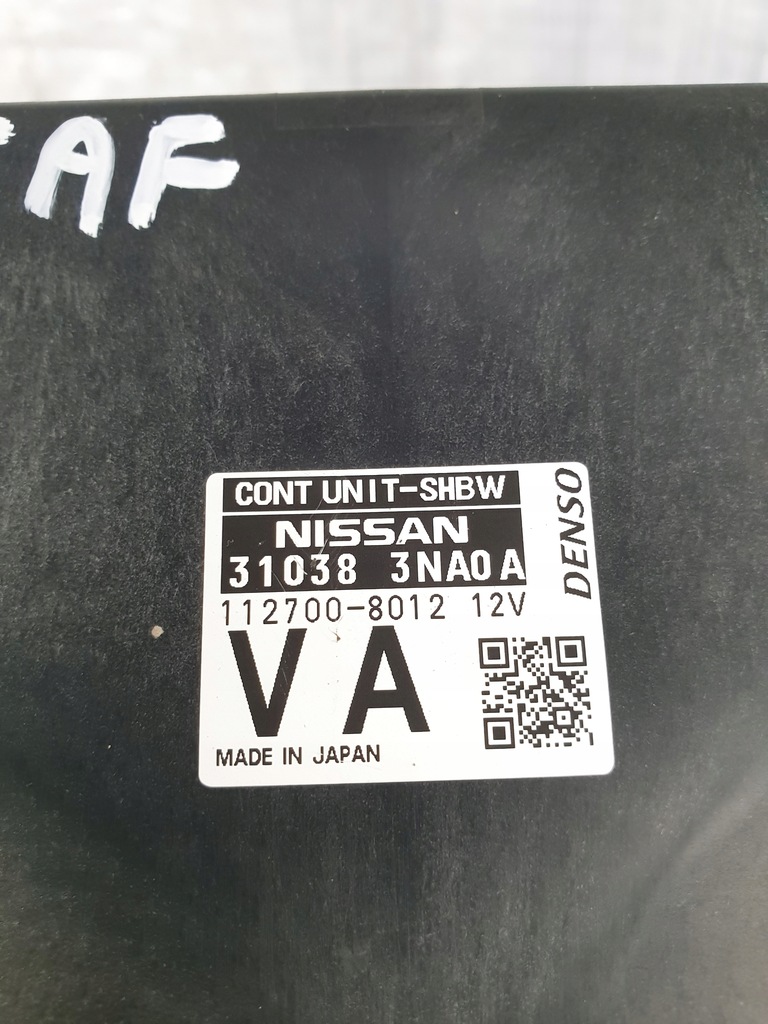 AF
CONT UNIT-SHBW
NISSAN
31038 3NA0A
112700-8012 12V
VA
MADE IN JAPAN
DENSO